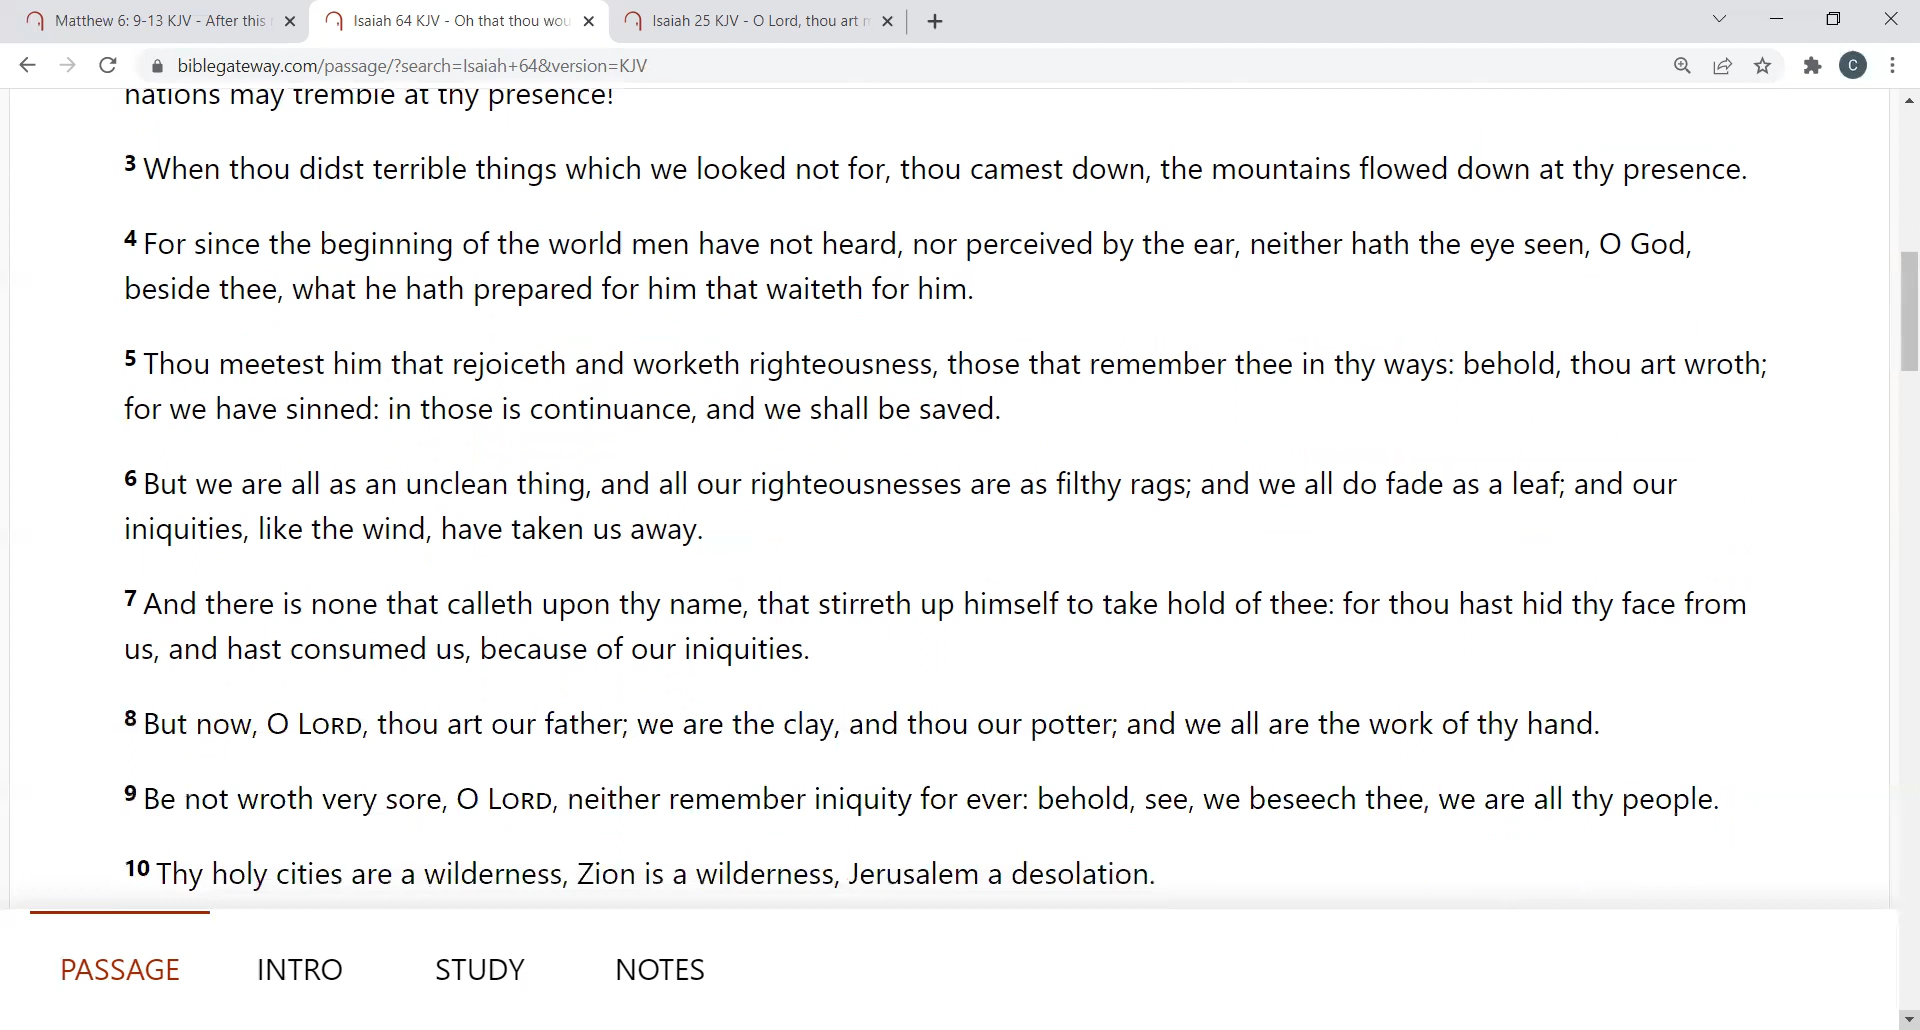 Matthew 6: 9-13 KJV - After this
Isaiah 64 KJV - Oh that thou wou
Isaiah 25 KJV - O Lord, thou art m
biblegateway.com/passage/?search=Isaiah+64&version=KJV
C
nations may tremble at thy presence!
3 When thou didst terrible things which we looked not for, thou camest down, the mountains flowed down at thy presence.
4 For since the beginning of the world men have not heard, nor perceived by the ear, neither hath the eye seen, O God,
beside thee, what he hath prepared for him that waiteth for him.
5 Thou meetest him that rejoiceth and worketh righteousness, those that remember thee in thy ways: behold, thou art wroth;
for we have sinned: in those is continuance, and we shall be saved.
6 But we are all as an unclean thing, and all our righteousnesses are as filthy rags; and we all do fade as a leaf; and our
iniquities, like the wind, have taken us away.
7 And there is none that calleth upon thy name, that stirreth up himself to take hold of thee: for thou hast hid thy face from
us, and hast consumed us, because of our iniquities.
8 But now, O LORD, thou art our father; we are the clay, and thou our potter; and we all are the work of thy hand.
9 Be not wroth very sore, O LORD, neither remember iniquity for ever: behold, see, we beseech thee, we are all thy people.
10 Thy holy cities are a wilderness, Zion is a wilderness, Jerusalem a desolation.
PASSAGE INTRO STUDY NOTES